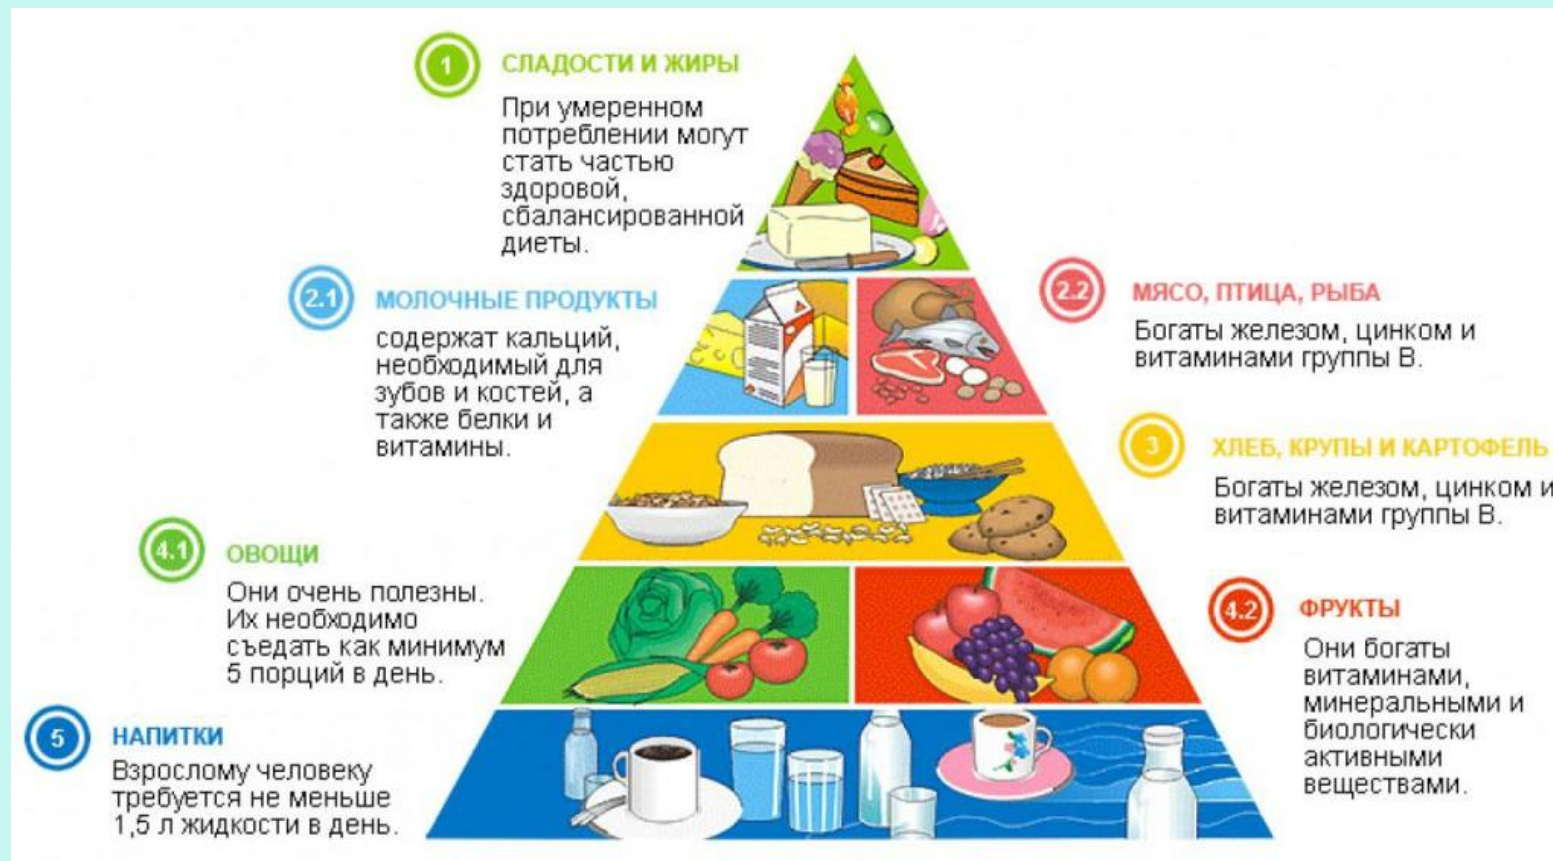 1
СЛАДОСТИ И ЖИРЫ
При умеренном
потреблении могут
стать частью
здоровой,
сбалансированной
диеты.
2.1
МОЛОЧНЫЕ ПРОДУКТЫ
содержат кальций,
необходимый для
зубов и костей, а
также белки и
витамины.
2.2
МЯСО, ПТИЦА, РЫБА
Богаты железом, цинком и
витаминами группы В.
3
ХЛЕБ, КРУПЫ И КАРТОФЕЛЬ
Богаты железом, цинком и
витаминами группы В.
4.1
ОВОЩИ
Они очень полезны.
Их необходимо
съедать как минимум
5 порций в день.
4.2
ФРУКТЫ
Они богаты
витаминами,
минеральными и
биологически
активными
веществами.
5
НАПИТКИ
Взрослому человеку
требуется не меньше
1,5 л жидкости в день.